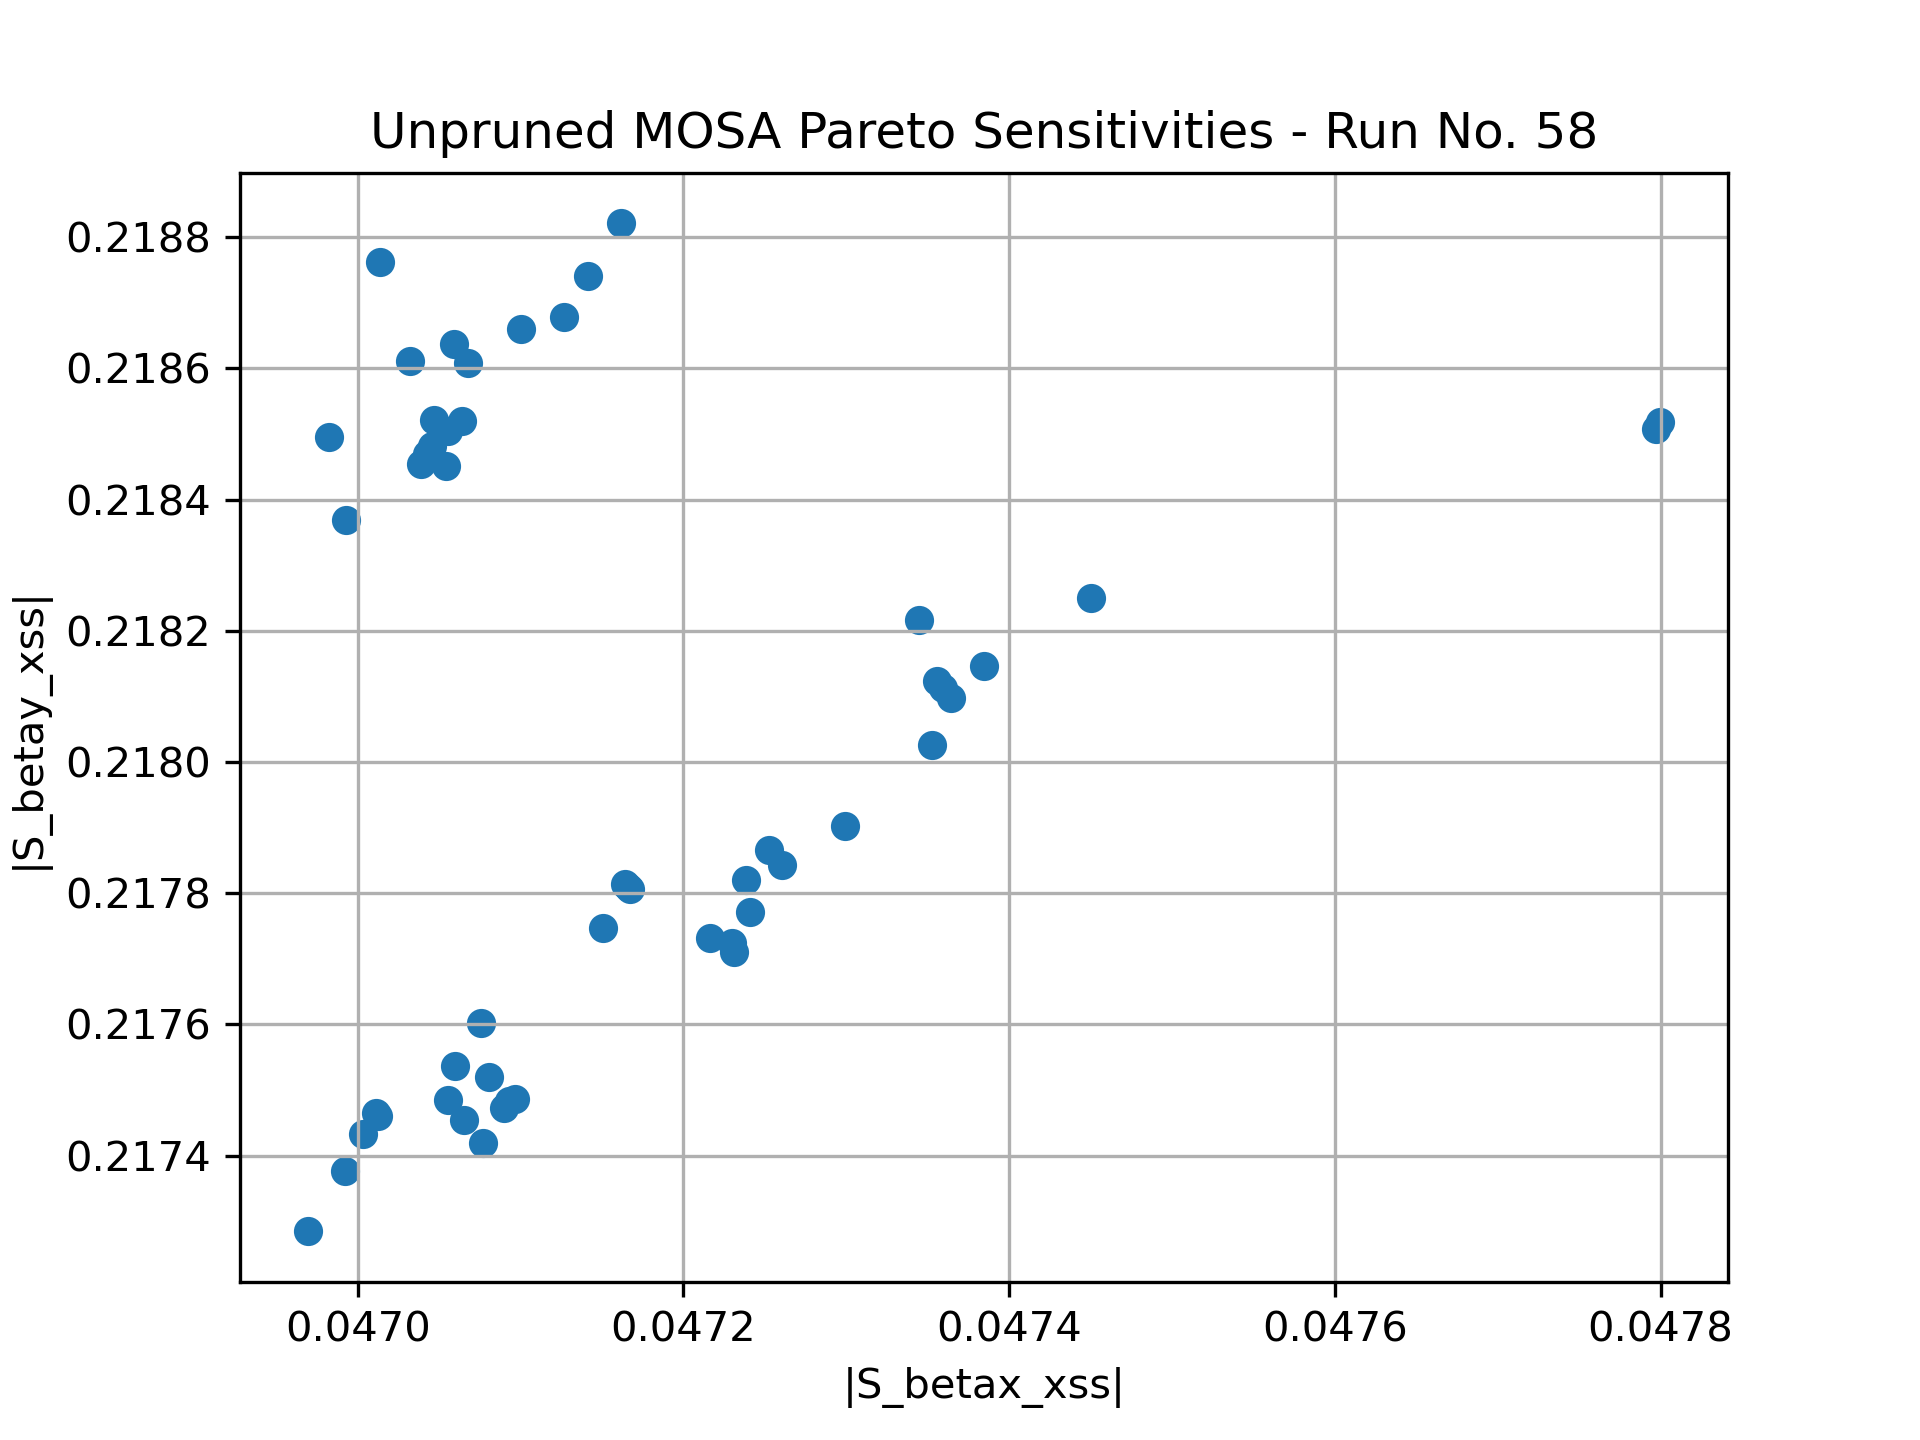 Unpruned MOSA Pareto Sensitivities - Run No. 58
0.2188
0.2186
0.2184
0.2182
0.2180
0.2178
0.2176
0.2174
|S_betay_xss|
0.0470 0.0472 0.0474 0.0476 0.0478
|S_betax_xss|